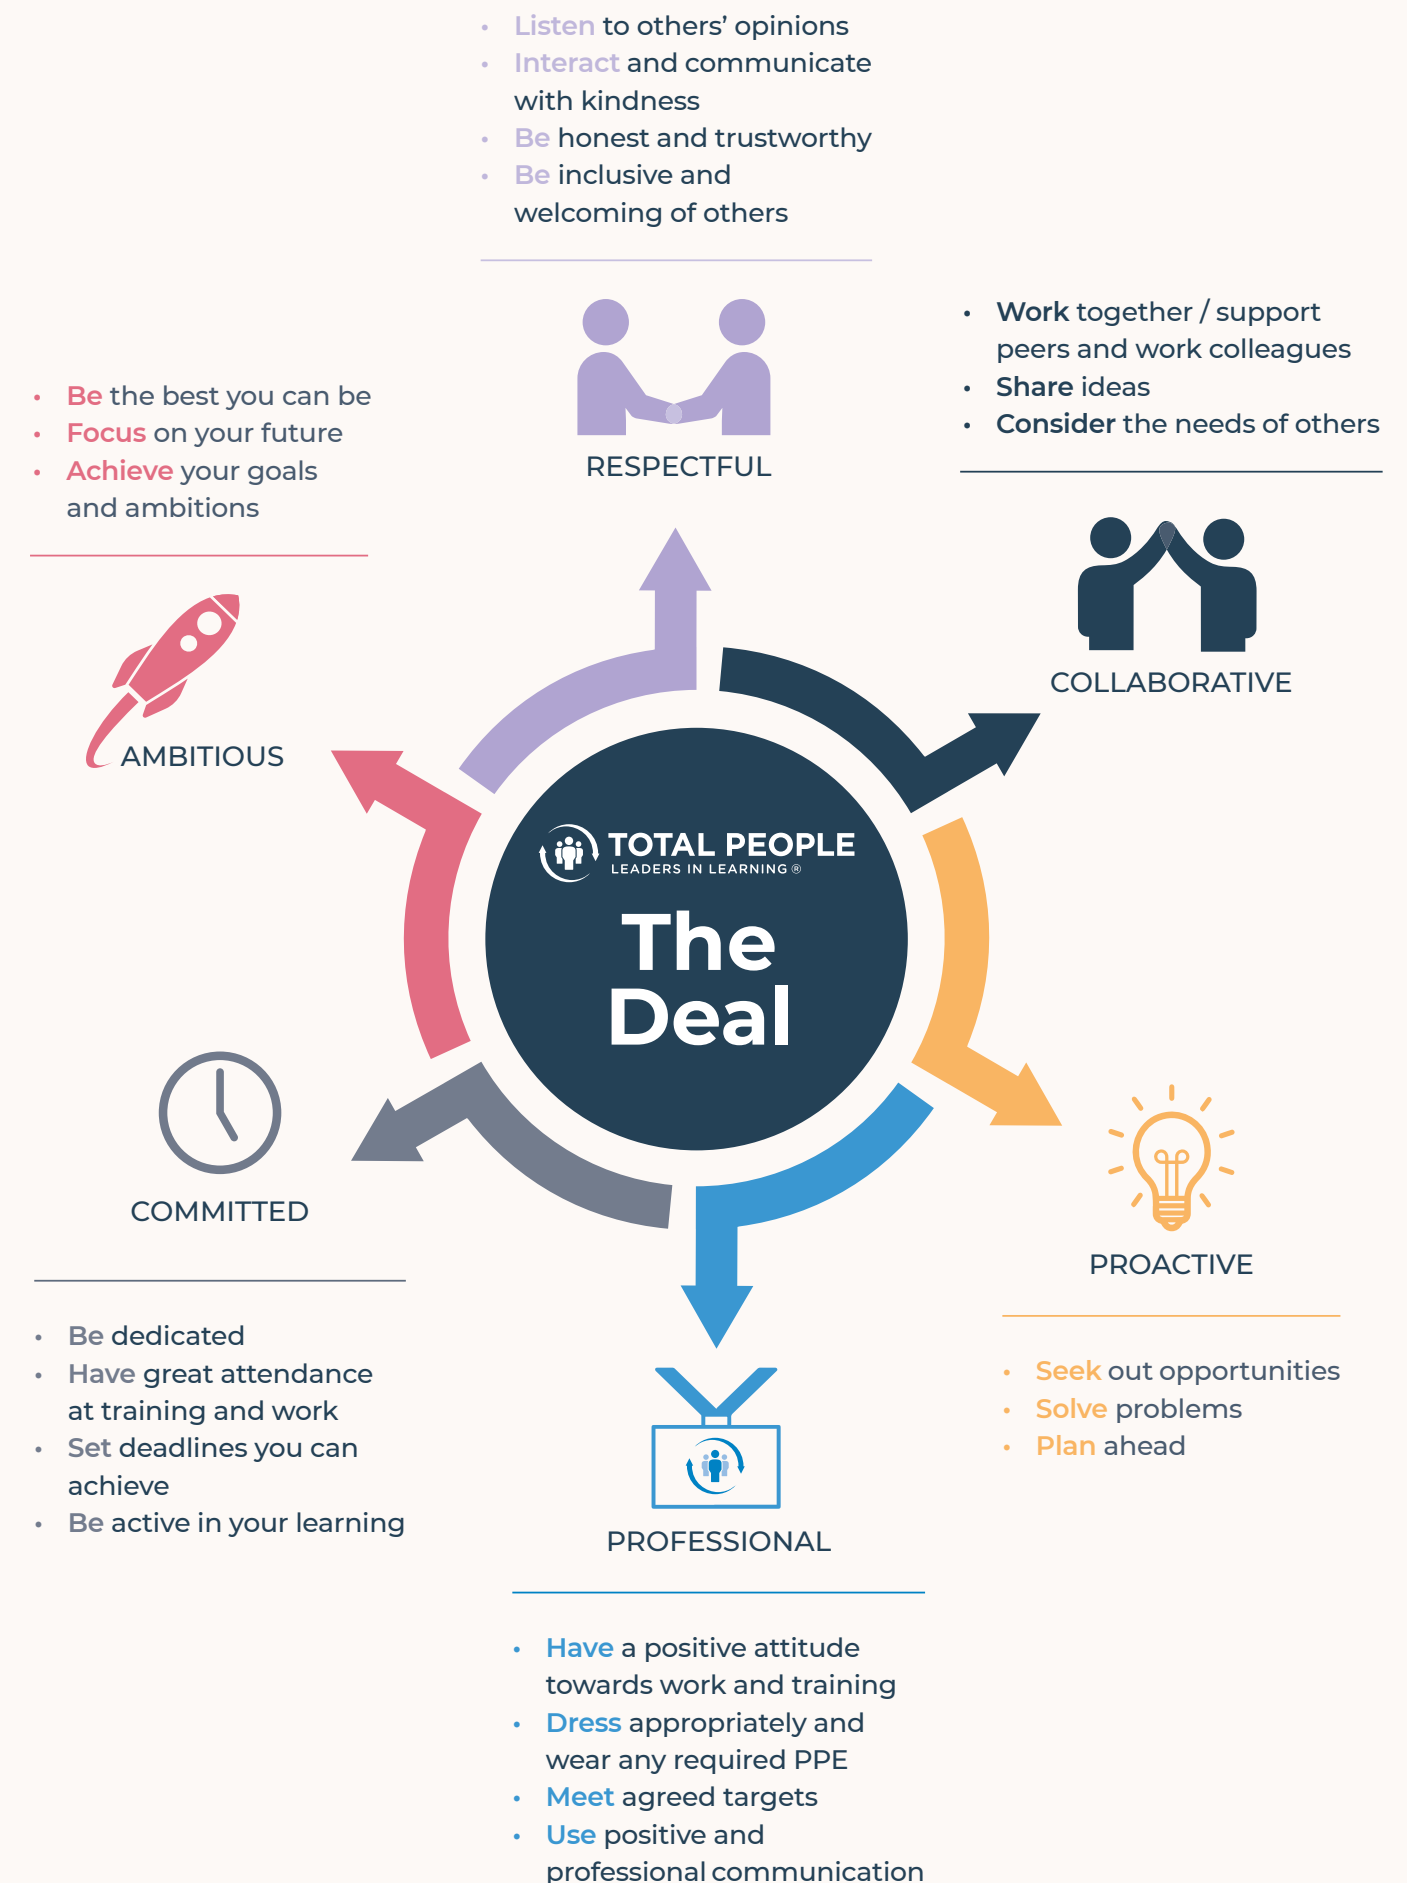 • Listen to others’ opinions
• Interact and communicate
with kindness
• Be honest and trustworthy
• Be inclusive and
welcoming of others
RESPECTFUL
• Work together / support
peers and work colleagues
• Share ideas
• Consider the needs of others
COLLABORATIVE
• Be the best you can be
• Focus on your future
• Achieve your goals
and ambitions
AMBITIOUS
TOTAL PEOPLE
LEADERS IN LEARNING ®
The
Deal
COMMITTED
• Be dedicated
• Have great attendance
at training and work
• Set deadlines you can
achieve
• Be active in your learning
PROACTIVE
• Seek out opportunities
• Solve problems
• Plan ahead
PROFESSIONAL
• Have a positive attitude
towards work and training
• Dress appropriately and
wear any required PPE
• Meet agreed targets
• Use positive and
professional communication